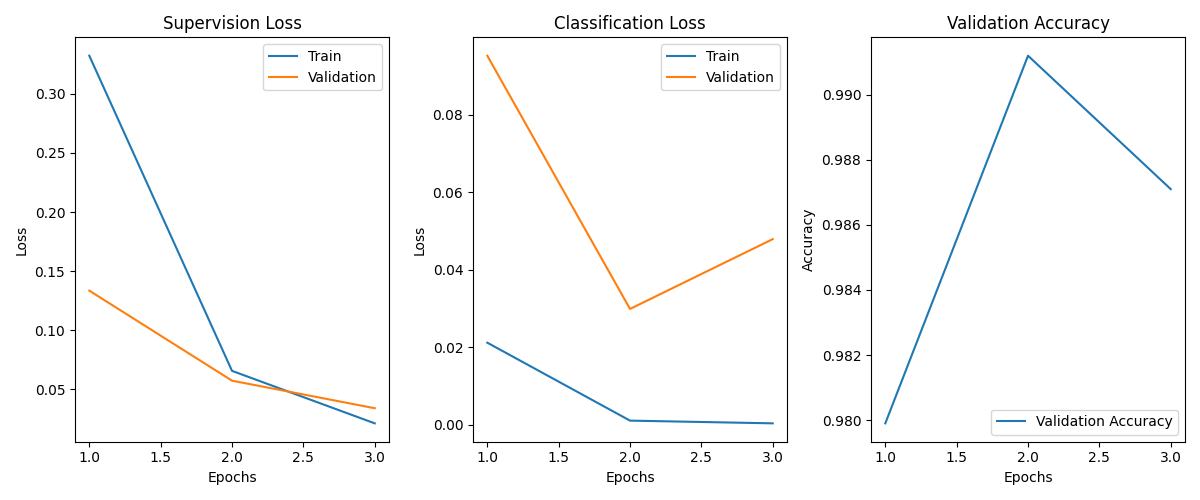 Supervision Loss
Train
Validation
0.30
0.25
0.20
0.15
0.10
0.05
Loss
1.0 1.5 2.0 2.5 3.0
Epochs
Classification Loss
Train
Validation
0.08
0.06
0.04
0.02
0.00
Loss
1.0 1.5 2.0 2.5 3.0
Epochs
Validation Accuracy
0.990
0.988
0.986
0.984
0.982
0.980
Accuracy
Validation Accuracy
1.0 1.5 2.0 2.5 3.0
Epochs